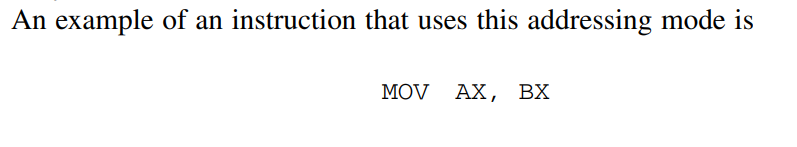 An example of an instruction that uses this addressing mode is
MOV AX, BX